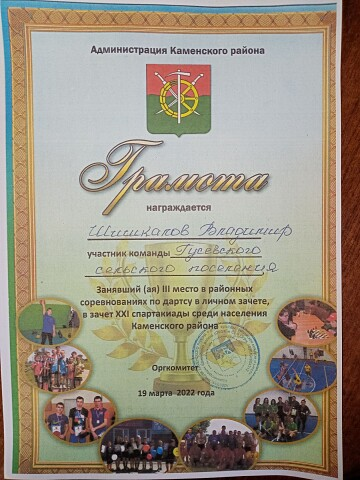 Администрация Каменского района
Грамота
награждается
Шишкалов Владимир
участник команды Гусевского
сельского поселения
Занявший (ая) III место в районных
соревнованиях по дартсу в личном зачете,
в зачет XXI спартакиады среди населения
Каменского района
Оргкомитет
19 марта 2022 года